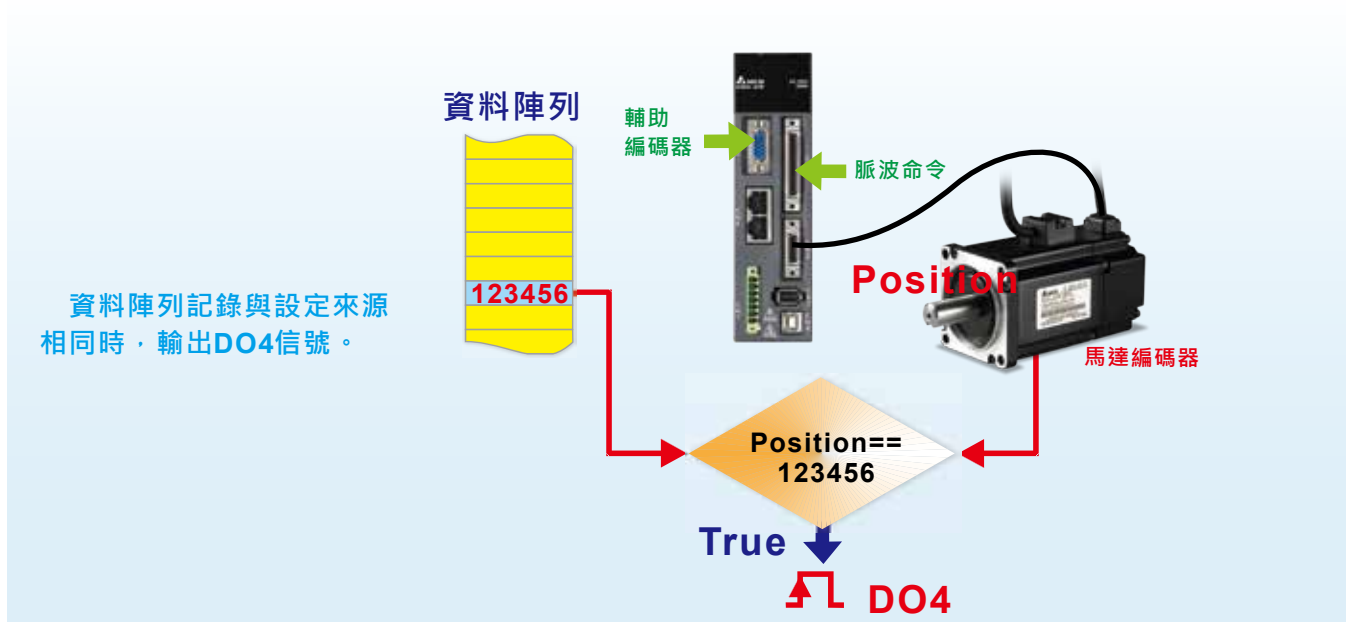 資料陣列
輔助
編碼器
脈波命令
123456
Position
資料陣列記錄與設定來源
相同時，輸出DO4信號。
馬達編碼器
Position==
123456
True
DO4